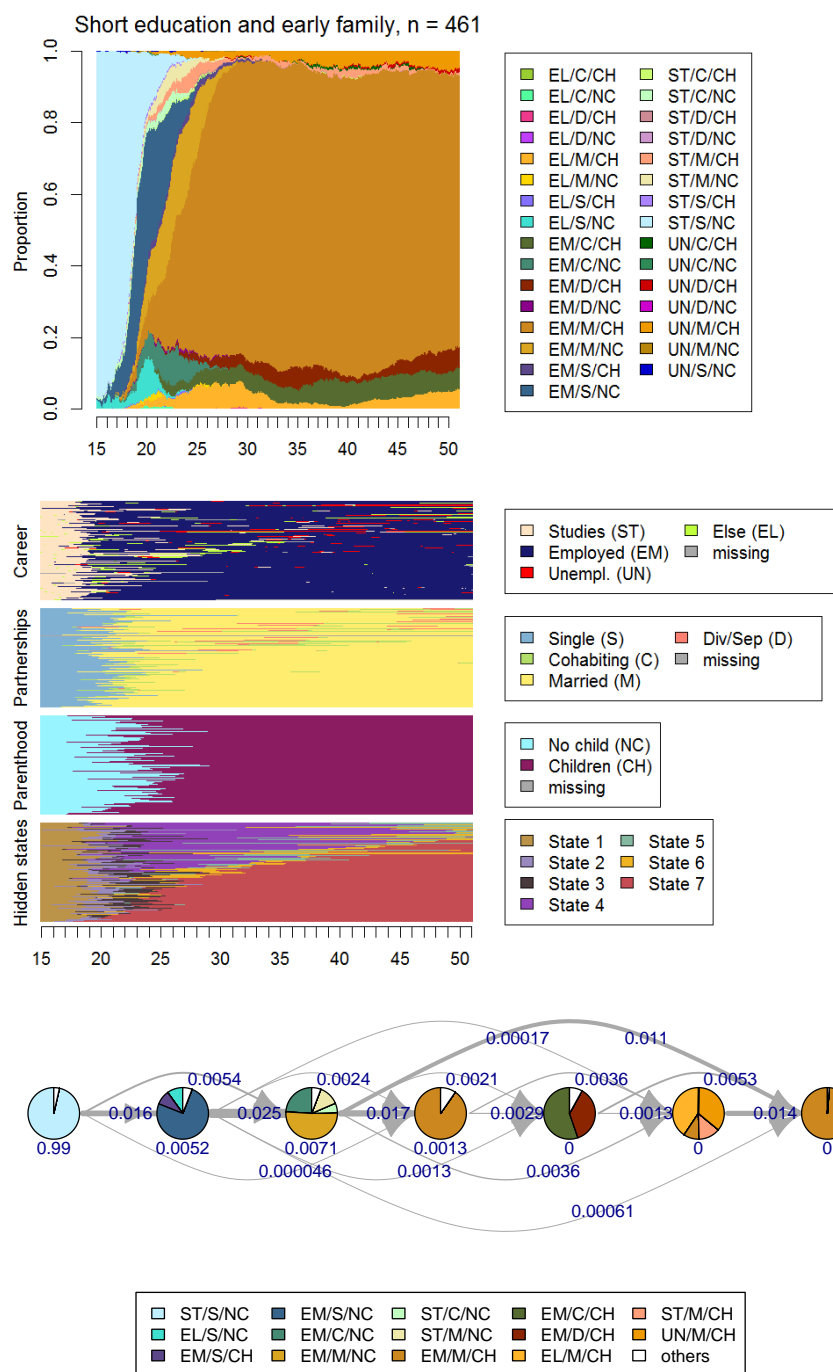 Short education and early family, n = 461
Proportion
1.0
0.8
0.6
0.4
0.2
0.0
15 20 25 30 35 40 45 50
EL/C/CH ST/C/CH
EL/C/NC ST/C/NC
EL/D/CH ST/D/CH
EL/D/NC ST/D/NC
EL/M/CH ST/M/CH
EL/M/NC ST/M/NC
EL/S/CH ST/S/CH
EL/S/NC ST/S/NC
EM/C/CH UN/C/CH
EM/C/NC UN/C/NC
EM/D/CH UN/D/CH
EM/D/NC UN/D/NC
EM/M/CH UN/M/CH
EM/M/NC UN/M/NC
EM/S/CH UN/S/NC
EM/S/NC
Career
Studies (ST) Else (EL)
Employed (EM) missing
Unempl. (UN)
Partnerships
Single (S) Div/Sep (D)
Cohabiting (C) missing
Married (M)
Parenthood
No child (NC)
Children (CH)
missing
Hidden states
State 1 State 5
State 2 State 6
State 3 State 7
State 4
15 20 25 30 35 40 45 50
0.00017 0.011
0.0054 0.0024 0.0021 0.0036 0.0053
0.016 0.025 0.017 0.0029 0.0013 0.014
0.99 0.0052 0.0071 0.0013 0 0 0
0.000046 0.0013 0.0036
0.00061
ST/S/NC EM/S/NC ST/C/NC EM/C/CH ST/M/CH
EL/S/NC EM/C/NC ST/M/NC EM/D/CH UN/M/CH
EM/S/CH EM/M/NC EM/M/CH EL/M/CH others